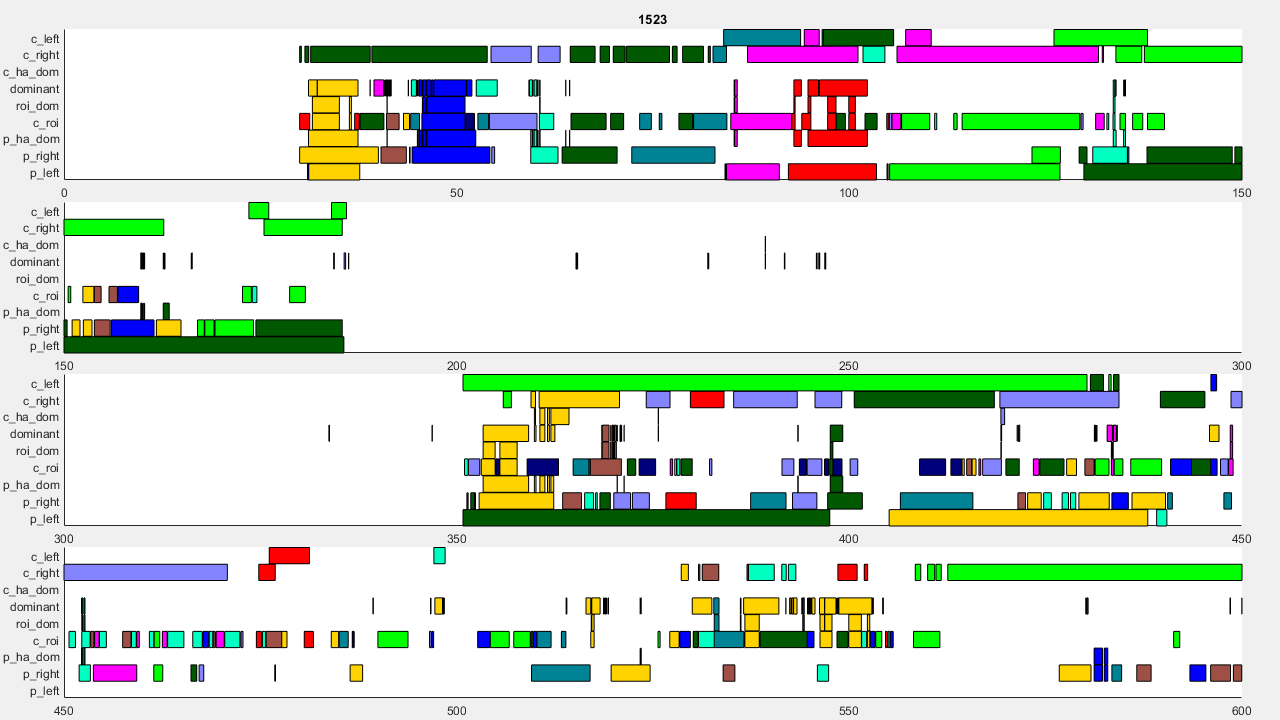 1523
c_left
c_right
c_ha_dom
dominant
roi_dom
c_roi
p_ha_dom
p_right
p_left
0 50 100 150
c_left
c_right
c_ha_dom
dominant
roi_dom
c_roi
p_ha_dom
p_right
p_left
150 200 250 300
c_left
c_right
c_ha_dom
dominant
roi_dom
c_roi
p_ha_dom
p_right
p_left
300 350 400 450
c_left
c_right
c_ha_dom
dominant
roi_dom
c_roi
p_ha_dom
p_right
p_left
450 500 550 600